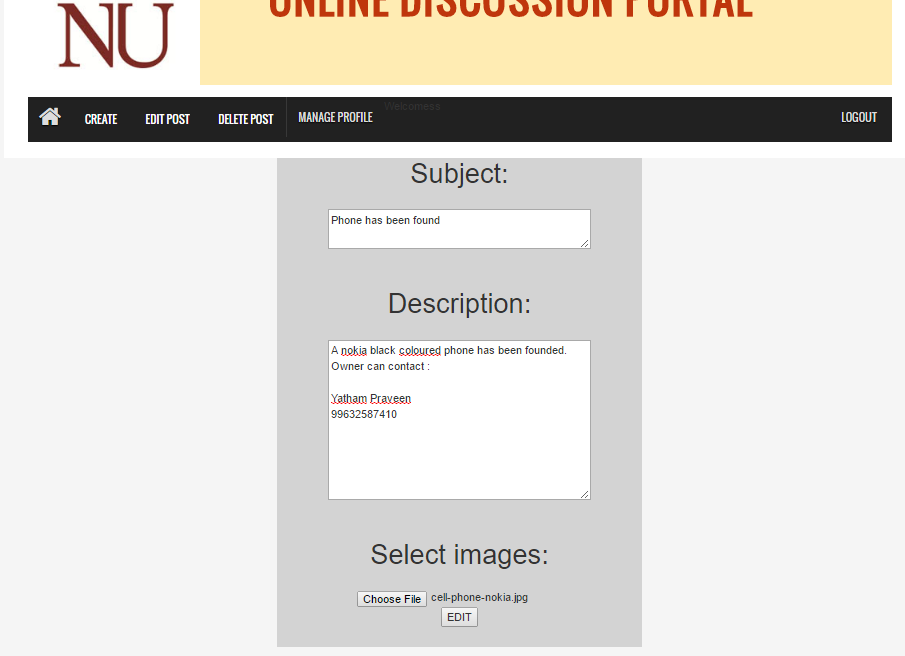 NU
ONLINE DISCUSSION PORTAL
CREATE EDIT POST DELETE POST MANAGE PROFILE Welcomess LOGOUT
Subject:
Phone has been found
Description:
A nokia black coloured phone has been founded.
Owner can contact :
Yatham Praveen
99632587410
Select images:
Choose File cell-phone-nokia.jpg
EDIT